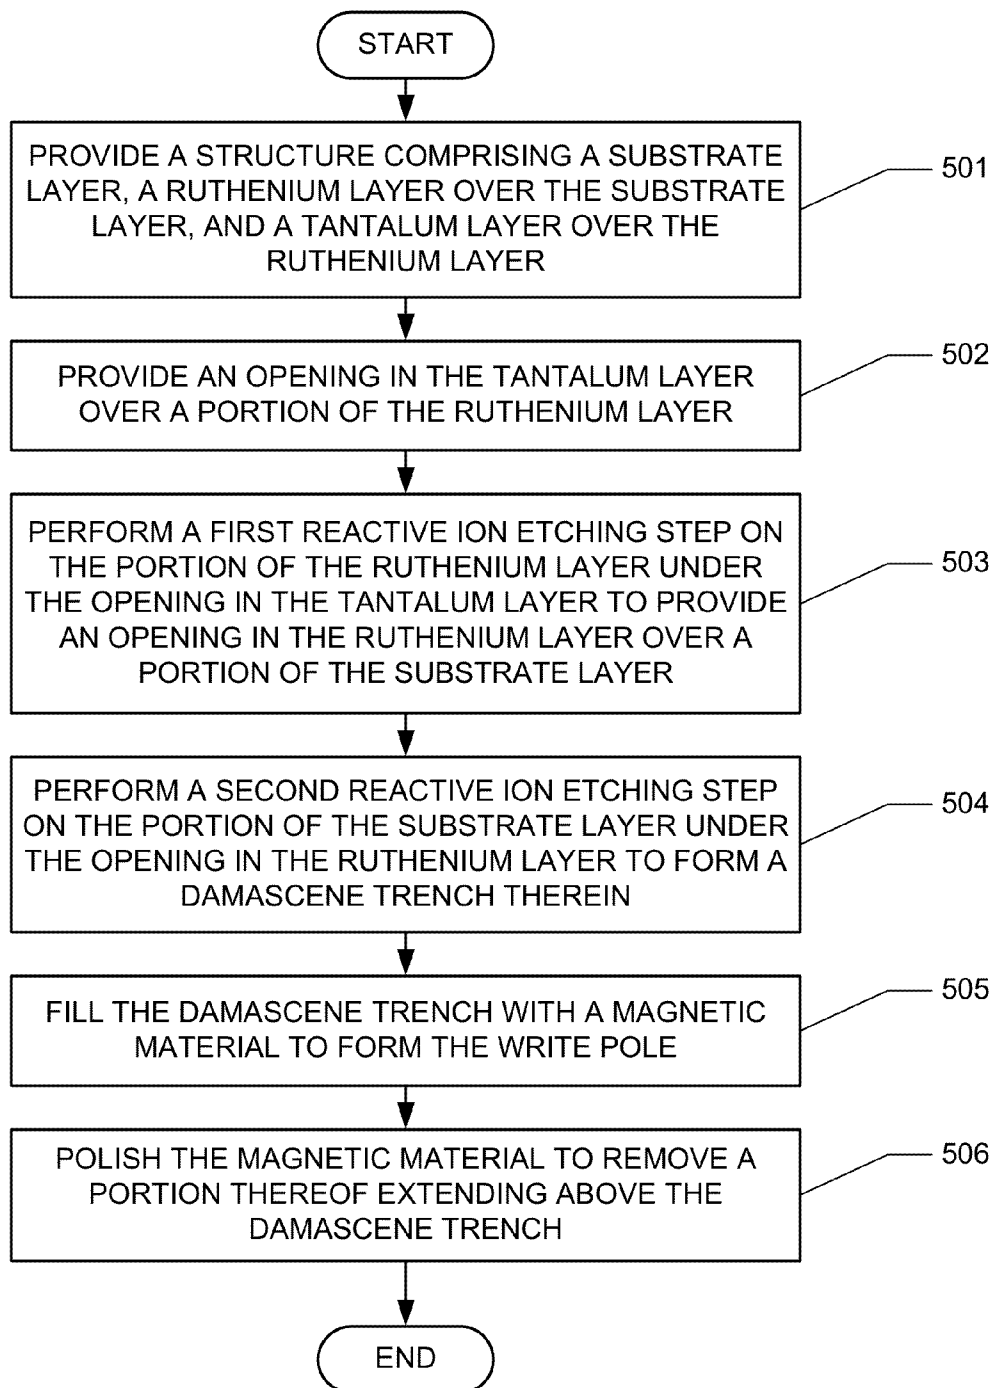 START
PROVIDE A STRUCTURE COMPRISING A SUBSTRATE
LAYER, A RUTHENIUM LAYER OVER THE SUBSTRATE
LAYER, AND A TANTALUM LAYER OVER THE
RUTHENIUM LAYER
501
PROVIDE AN OPENING IN THE TANTALUM LAYER
OVER A PORTION OF THE RUTHENIUM LAYER
502
PERFORM A FIRST REACTIVE ION ETCHING STEP ON
THE PORTION OF THE RUTHENIUM LAYER UNDER
THE OPENING IN THE TANTALUM LAYER TO PROVIDE
AN OPENING IN THE RUTHENIUM LAYER OVER A
PORTION OF THE SUBSTRATE LAYER
503
PERFORM A SECOND REACTIVE ION ETCHING STEP
ON THE PORTION OF THE SUBSTRATE LAYER UNDER
THE OPENING IN THE RUTHENIUM LAYER TO FORM A
DAMASCENE TRENCH THEREIN
504
FILL THE DAMASCENE TRENCH WITH A MAGNETIC
MATERIAL TO FORM THE WRITE POLE
505
POLISH THE MAGNETIC MATERIAL TO REMOVE A
PORTION THEREOF EXTENDING ABOVE THE
DAMASCENE TRENCH
506
END